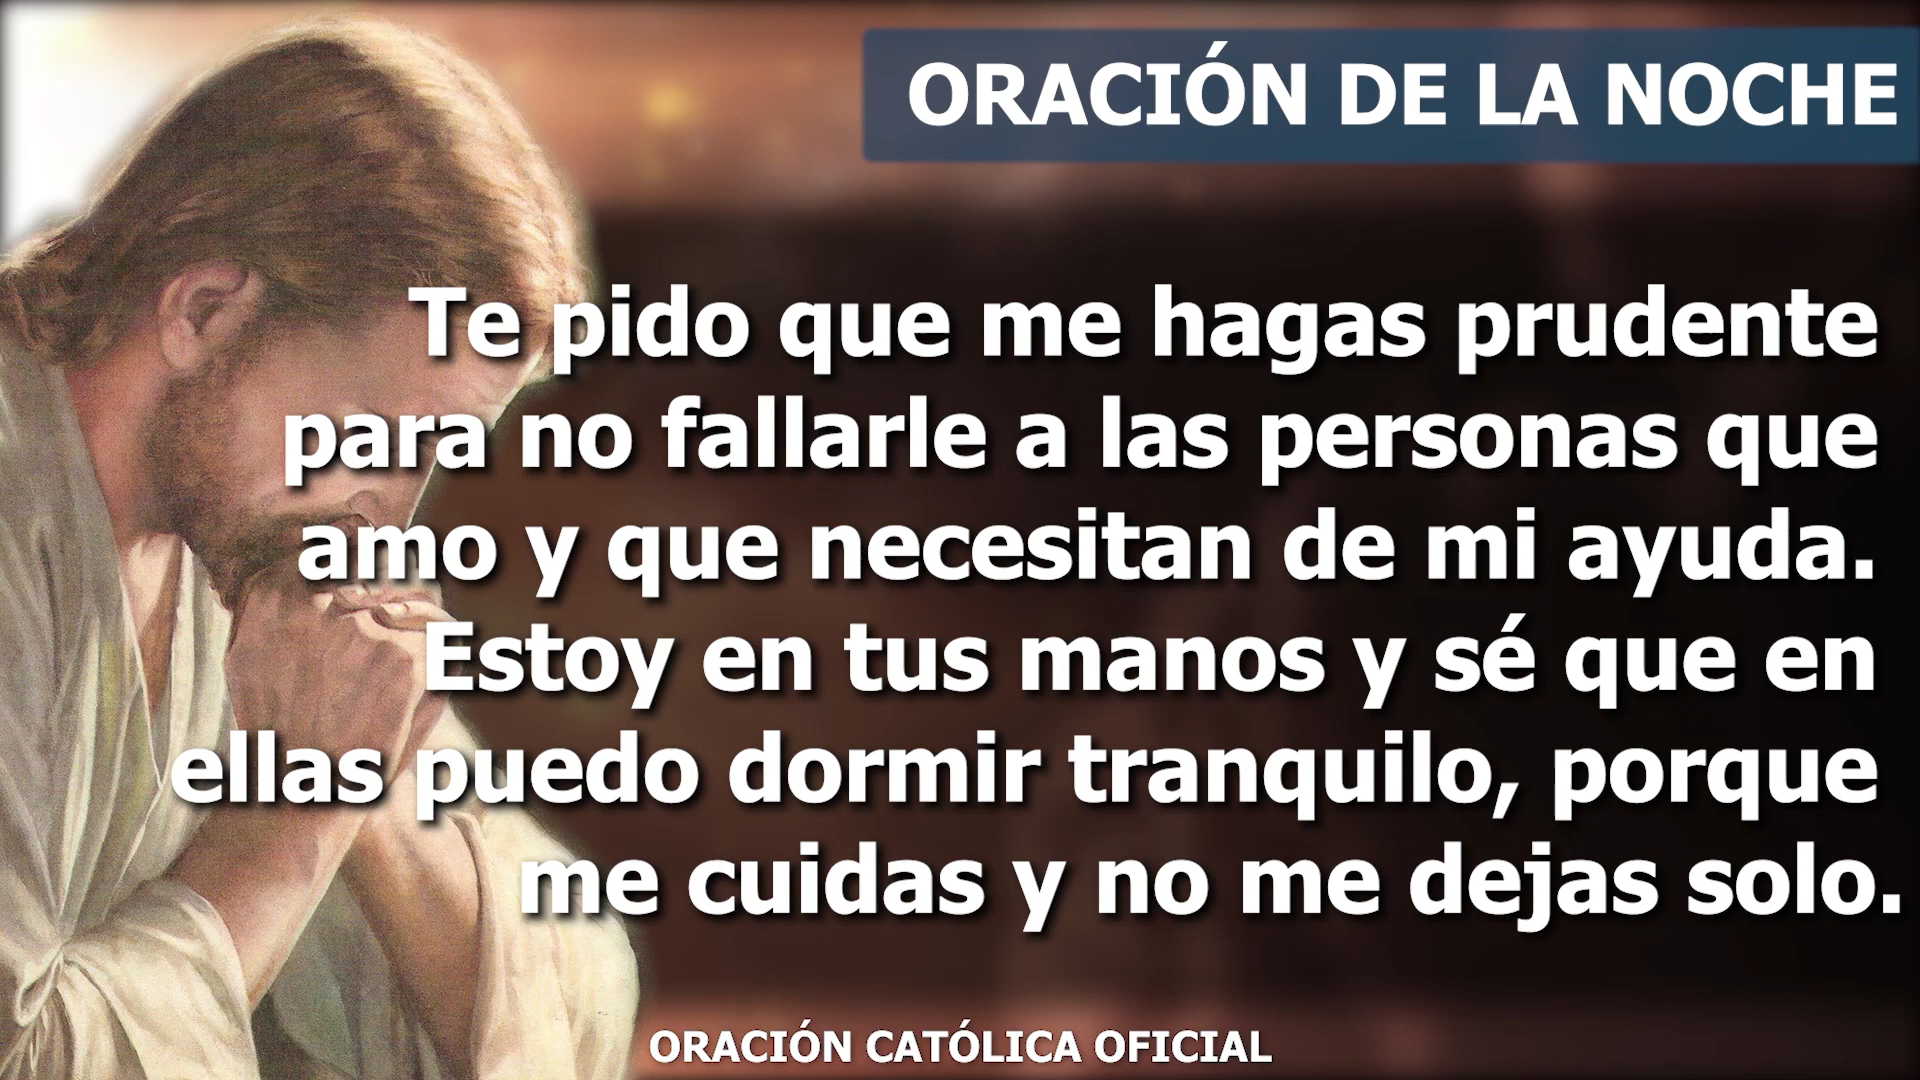 ORACIÓN DE LA NOCHE
Te pido que me hagas prudente
para no fallarle a las personas que
amo y que necesitan de mi ayuda.
Estoy en tus manos y sé que en
ellas puedo dormir tranquilo, porque
me cuidas y no me dejas solo.
ORACIÓN CATÓLICA OFICIAL